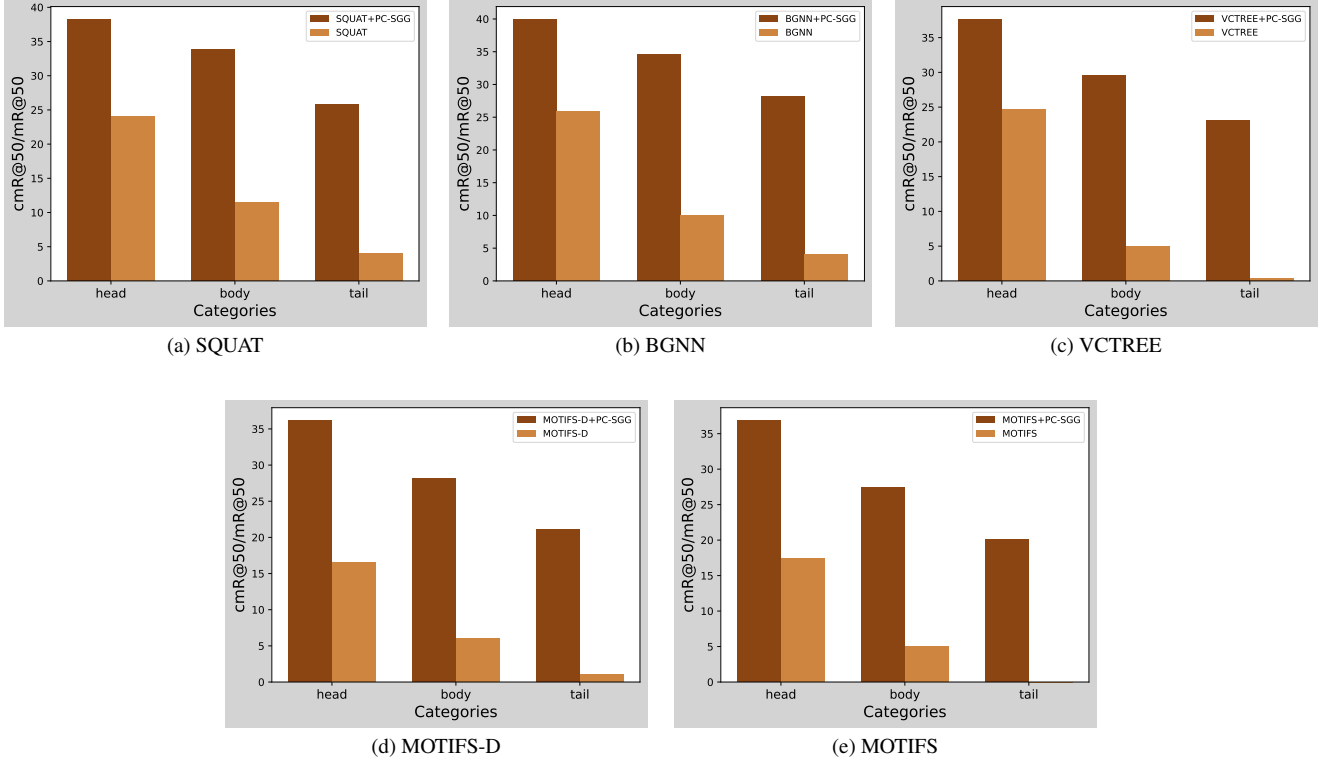 SQUAT+PC-SGG
SQUAT
40
35
30
25
20
15
10
5
0
cmR@50/mR@50
head body tail
Categories
(a) SQUAT
BGNN+PC-SGG
BGNN
40
35
30
25
20
15
10
5
0
cmR@50/mR@50
head body tail
Categories
(b) BGNN
VCTREE+PC-SGG
VCTREE
35
30
25
20
15
10
5
0
cmR@50/mR@50
head body tail
Categories
(c) VCTREE
MOTIFS-D+PC-SGG
MOTIFS-D
35
30
25
20
15
10
5
0
cmR@50/mR@50
head body tail
Categories
(d) MOTIFS-D
MOTIFS+PC-SGG
MOTIFS
35
30
25
20
15
10
5
0
cmR@50/mR@50
head body tail
Categories
(e) MOTIFS